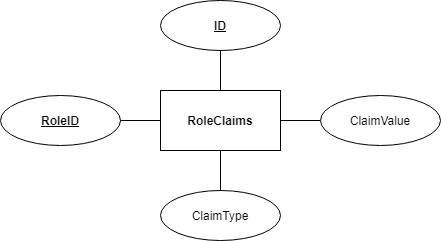 ID
RoleID
RoleClaims
ClaimValue
ClaimType